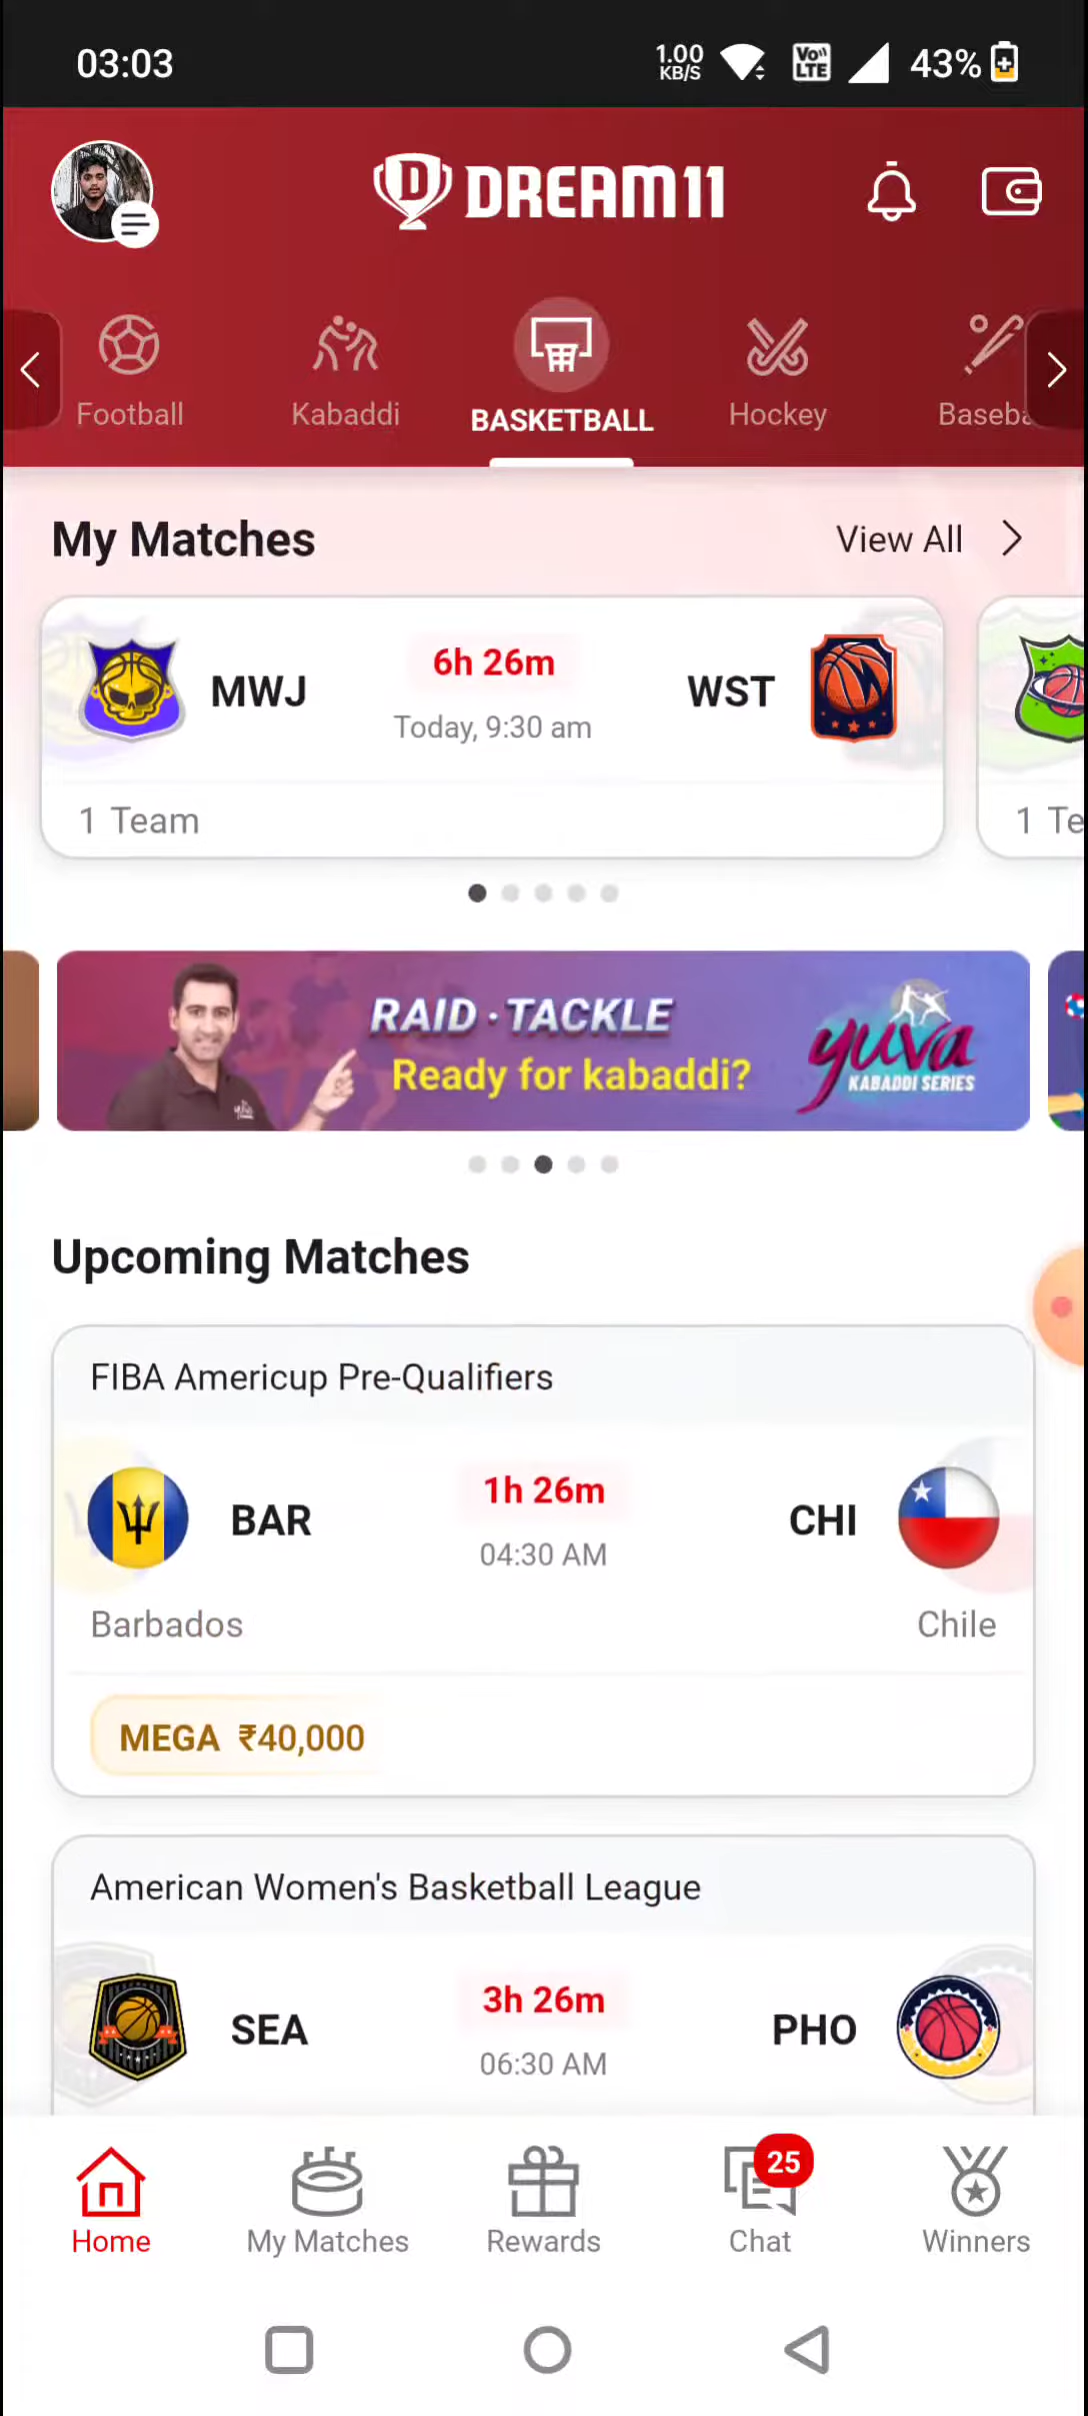 03:03
1.00 KB/S
Vo)) LTE
43%
DREAM11
Football
Kabaddi
BASKETBALL
Hockey
Baseba
My Matches
View All
6h 26m
MWJ
WST
Today, 9:30 am
1 Team
1 Te
RAID · TACKLE
Ready for kabaddi?
yuva
KABADDI SERIES
Upcoming Matches
FIBA Americup Pre-Qualifiers
1h 26m
BAR
CHI
04:30 AM
Barbados
Chile
MEGA ₹40,000
American Women's Basketball League
3h 26m
SEA
PHO
06:30 AM
25
Home
My Matches
Rewards
Chat
Winners